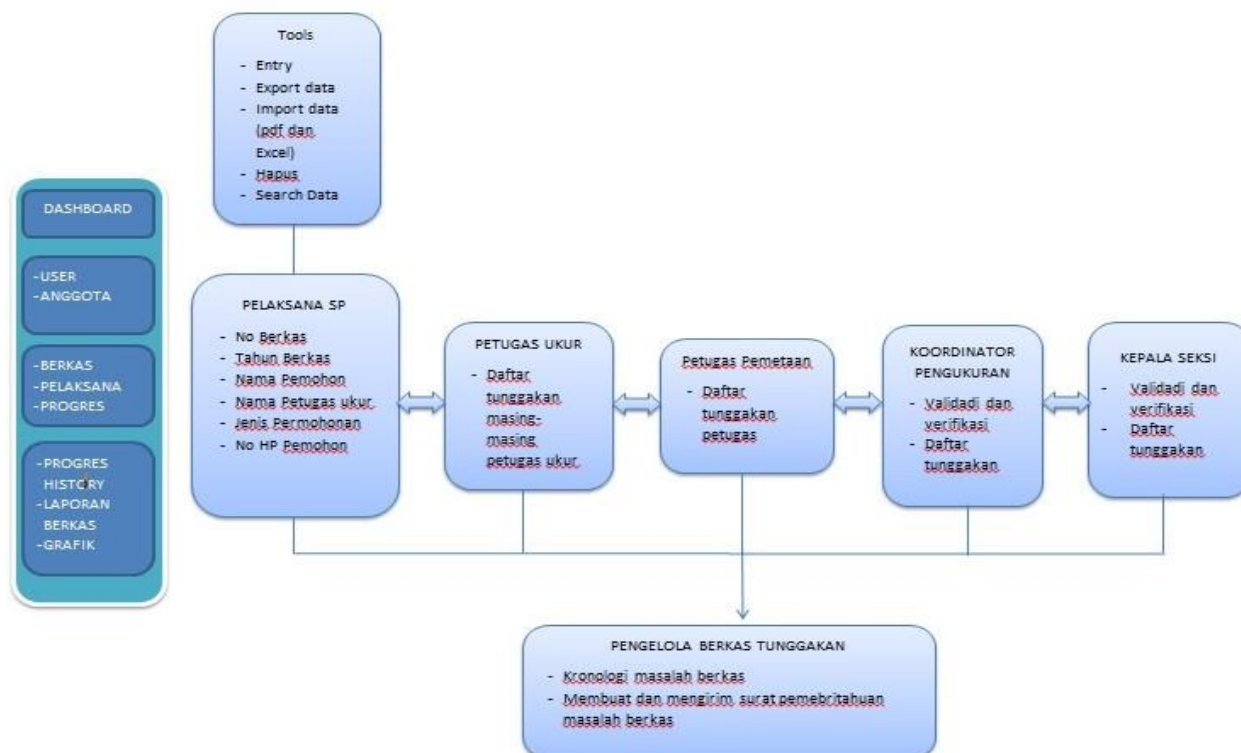 Tools
- Entry
- Export data
- Import data
(pdf dan
Excel)
- Hapus
- Search Data
DASHBOARD
-USER
-ANGGOTA
-BERKAS
-PELAKSANA
-PROGRES
-PROGRES
HISTORY
-LAPORAN
BERKAS
-GRAFIK
PELAKSANA SP
- No Berkas
- Tahun Berkas
- Nama Pemohon
- Nama Petugas ukur
- Jenis Permohonan
- No HP Pemohon
PETUGAS UKUR
- Daftar
tunggakan
masing-
masing
petugas ukur
Petugas Pemetaan
- Daftar
tunggakan
petugas
KOORDINATOR
PENGUKURAN
- Validadi dan
verifikasi
- Daftar
tunggakan
KEPALA SEKSI
- Validadi dan
verifikasi
- Daftar
tunggakan
PENGELOLA BERKAS TUNGGAKAN
- Kronologi masalah berkas
- Membuat dan mengirim surat pemebritahuan
masalah berkas